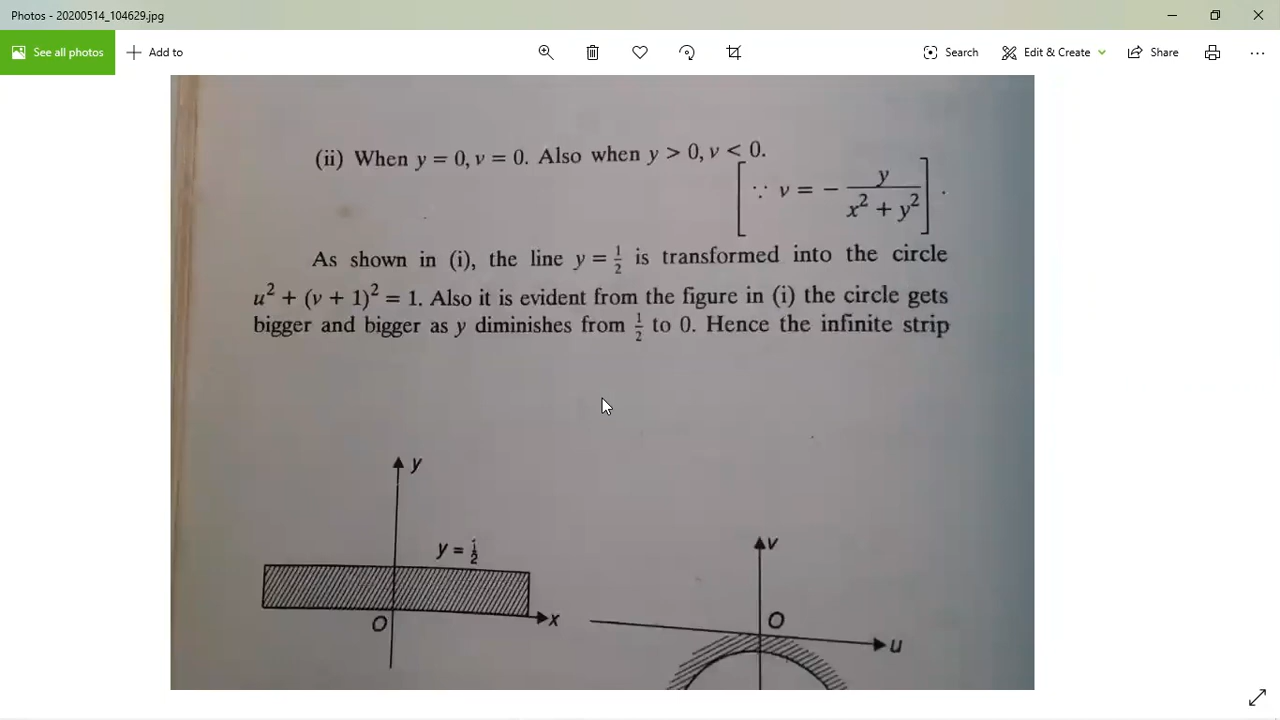 Photos - 20200514_104629.jpg
See all photos
Add to
Search
Edit & Create
Share
(ii) When y = 0, v = 0. Also when y > 0, v < 0.
[∵ v = − y / (x² + y²)].
As shown in (i), the line y = ½ is transformed into the circle
u² + (v + 1)² = 1. Also it is evident from the figure in (i) the circle gets
bigger and bigger as y diminishes from ½ to 0. Hence the infinite strip
y
y = ½
O
x
v
O
u